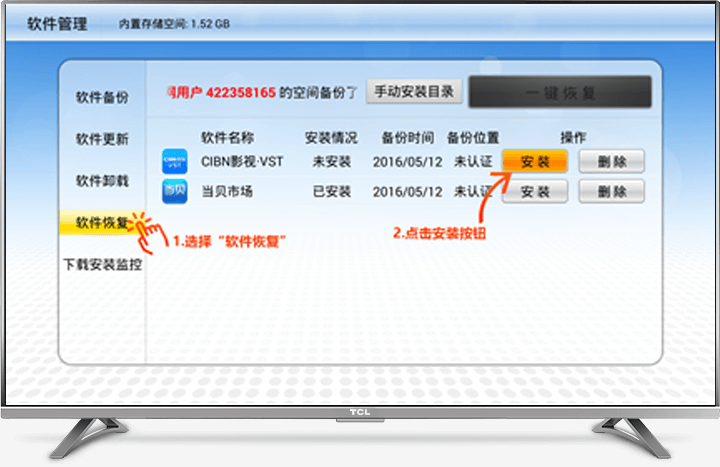 软件管理 内置存储空间: 1.52 GB
软件备份
软件更新
软件卸载
软件恢复
下载安装监控
用户 422358165 的空间备份了 手动安装目录 一键恢复
软件名称 安装情况 备份时间 备份位置 操作
CIBN影视·VST 未安装 2016/05/12 未认证 安装 删除
当贝 当贝市场 已安装 2016/05/12 未认证 安装 删除
1.选择“软件恢复”
2.点击安装按钮
TCL